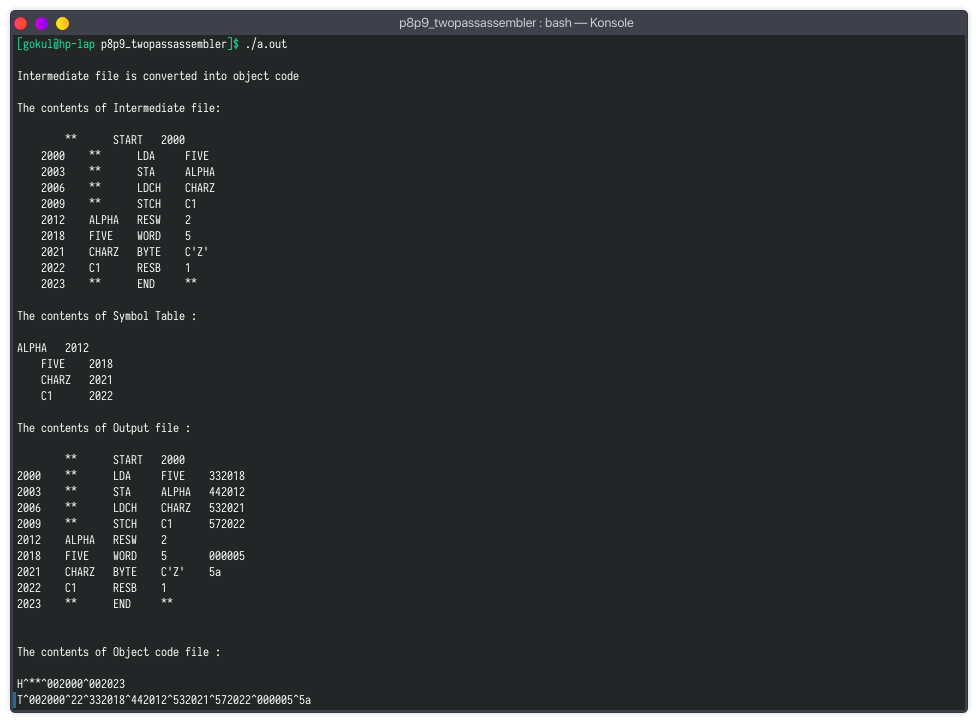 p8p9_twopassassembler : bash — Konsole
[gokul@hp-lap p8p9_twopassassembler]$ ./a.out
Intermediate file is converted into object code
The contents of Intermediate file:
** START 2000
2000 ** LDA FIVE
2003 ** STA ALPHA
2006 ** LDCH CHARZ
2009 ** STCH C1
2012 ALPHA RESW 2
2018 FIVE WORD 5
2021 CHARZ BYTE C'Z'
2022 C1 RESB 1
2023 ** END **
The contents of Symbol Table :
ALPHA 2012
FIVE 2018
CHARZ 2021
C1 2022
The contents of Output file :
** START 2000
2000 ** LDA FIVE 332018
2003 ** STA ALPHA 442012
2006 ** LDCH CHARZ 532021
2009 ** STCH C1 572022
2012 ALPHA RESW 2
2018 FIVE WORD 5 000005
2021 CHARZ BYTE C'Z' 5a
2022 C1 RESB 1
2023 ** END **
The contents of Object code file :
H^**^002000^002023
T^002000^22^332018^442012^532021^572022^000005^5a